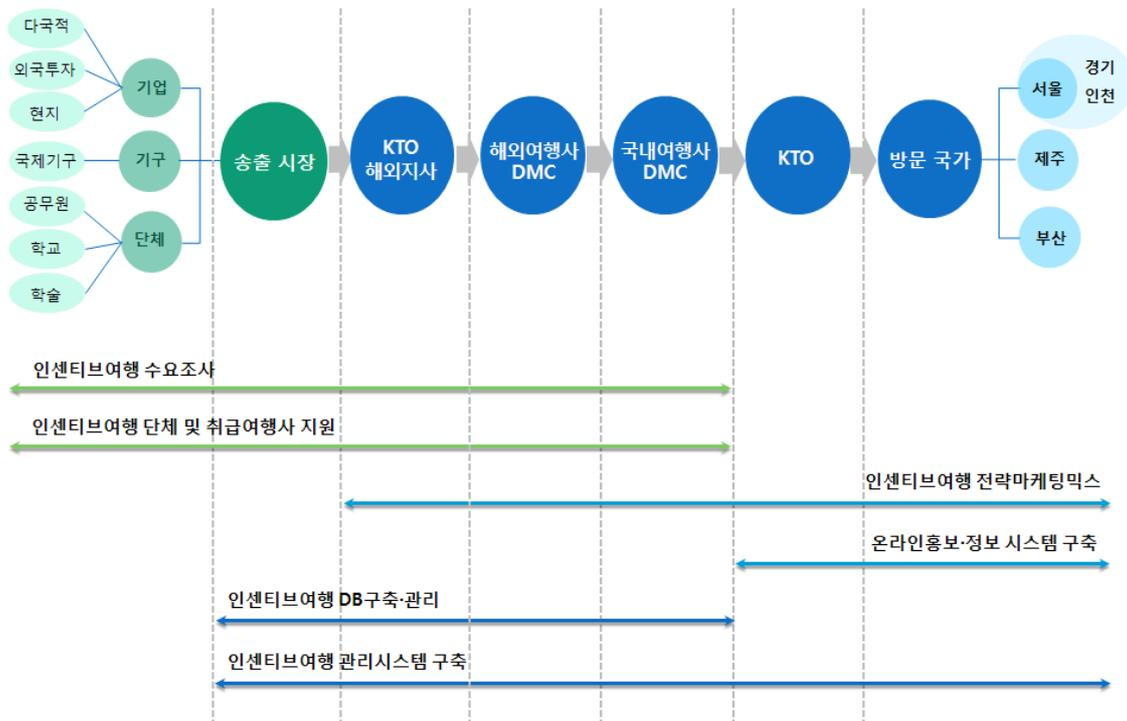 다국적
외국투자
현지
국제기구
공무원
학교
학술
기업
기구
단체
송출 시장
KTO
해외지사
해외여행사
DMC
국내여행사
DMC
KTO
방문 국가
서울
경기
인천
제주
부산
인센티브여행 수요조사
인센티브여행 단체 및 취급여행사 지원
인센티브여행 전략마케팅믹스
온라인홍보·정보 시스템 구축
인센티브여행 DB구축·관리
인센티브여행 관리시스템 구축